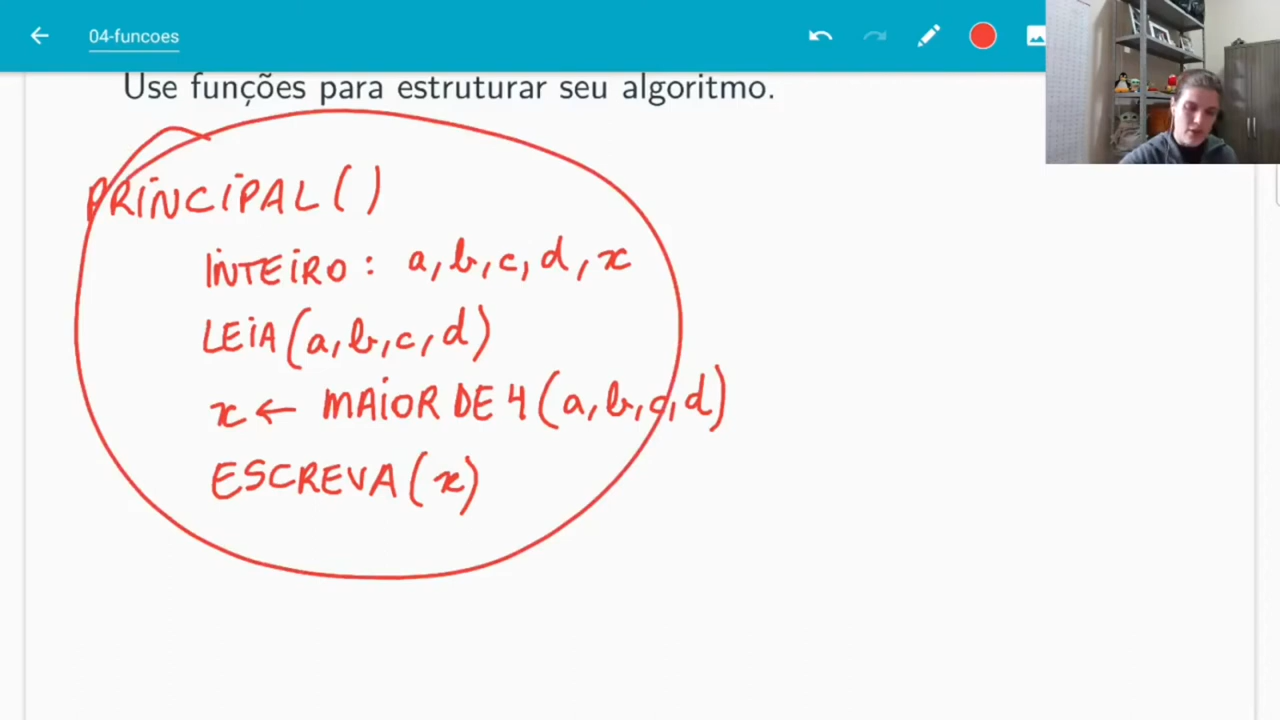 04-funcoes
Use funções para estruturar seu algoritmo.
PRINCIPAL()
INTEIRO: a, b, c, d, x
LEIA(a, b, c, d)
x ← MAIOR DE 4 (a, b, c, d)
ESCREVA(x)